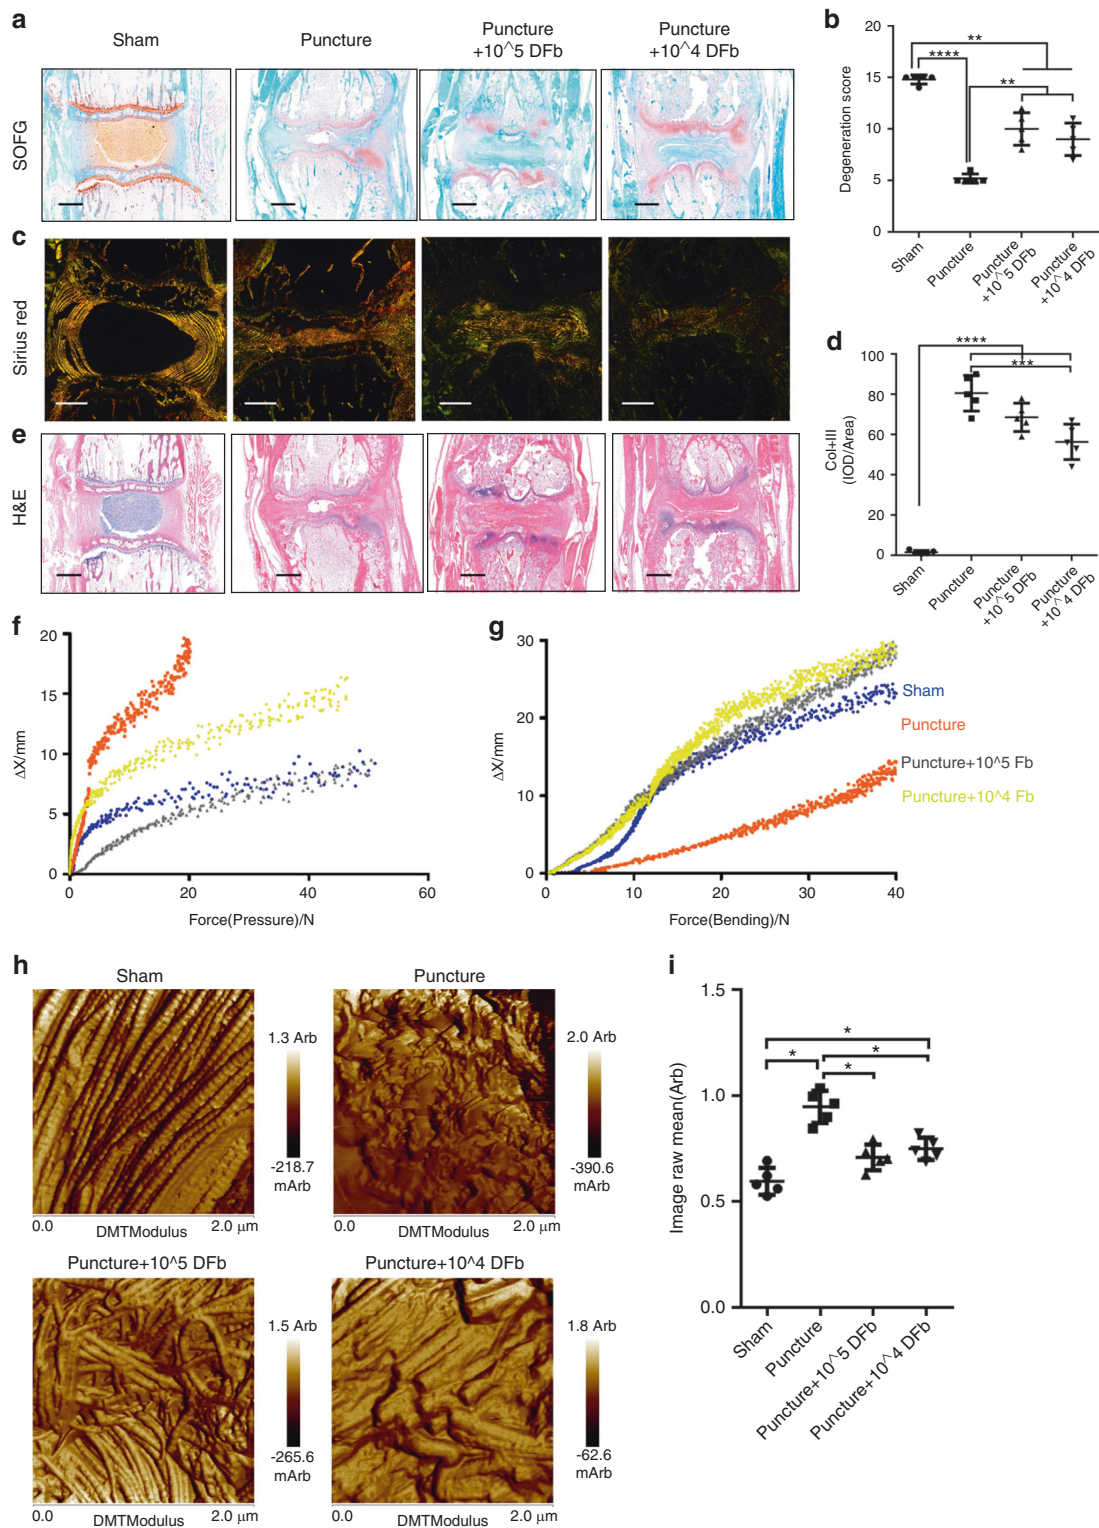 a
Sham
Puncture
Puncture
+10^5 DFb
Puncture
+10^4 DFb
SOFG
b
Degeneration score
20
15
10
5
0
**
****
**
Sham
Puncture
Puncture
+10^5 DFb
Puncture
+10^4 DFb
c
Sirius red
d
Col+III
(IOD/Area)
100
80
60
40
20
0
****
***
Sham
Puncture
Puncture
+10^5 DFb
Puncture
+10^4 DFb
e
H&E
f
ΔX/mm
20
15
10
5
0
0
20
40
60
Force(Pressure)/N
g
ΔX/mm
30
20
10
0
0
10
20
30
40
Force(Bending)/N
Sham
Puncture
Puncture+10^5 Fb
Puncture+10^4 Fb
h
Sham
1.3 Arb
-218.7
mArb
0.0
DMTModulus
2.0 μm
Puncture
2.0 Arb
-390.6
mArb
0.0
DMTModulus
2.0 μm
Puncture+10^5 DFb
1.5 Arb
-265.6
mArb
0.0
DMTModulus
2.0 μm
Puncture+10^4 DFb
1.8 Arb
-62.6
mArb
0.0
DMTModulus
2.0 μm
i
Image raw mean(Arb)
1.5
1.0
0.5
0.0
*
*
*
*
Sham
Puncture
Puncture+10^5 DFb
Puncture+10^4 DFb